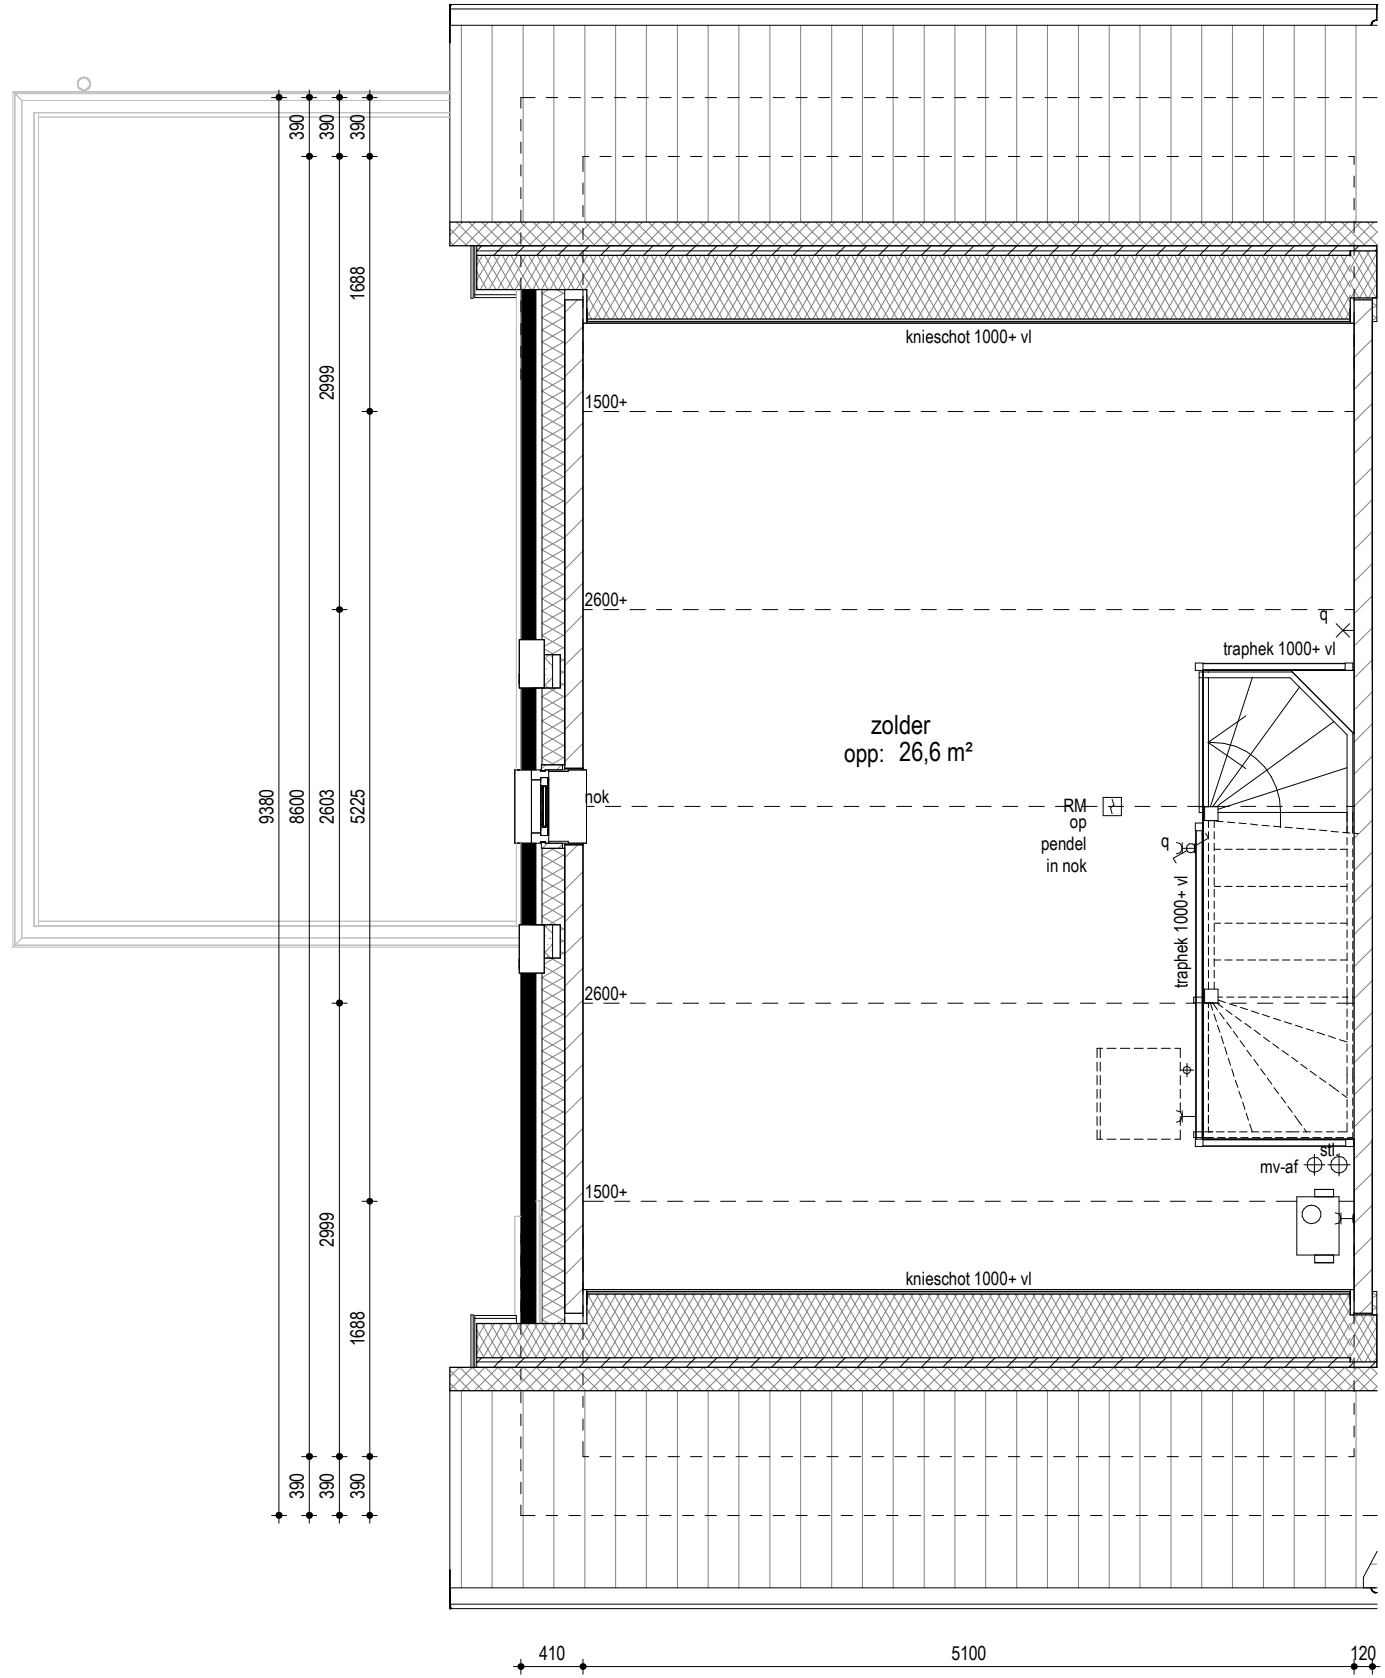 390
390
390
1688
2999
9380
8600
2603
5225
2999
1688
390
390
390
knieschot 1000+ vl
1500+
2600+
q
traphek 1000+ vl
zolder
opp: 26,6 m²
nok
RM
op
pendel
in nok
q
traphek 1000+ vl
2600+
stl.
mv-af
1500+
knieschot 1000+ vl
410
5100
120